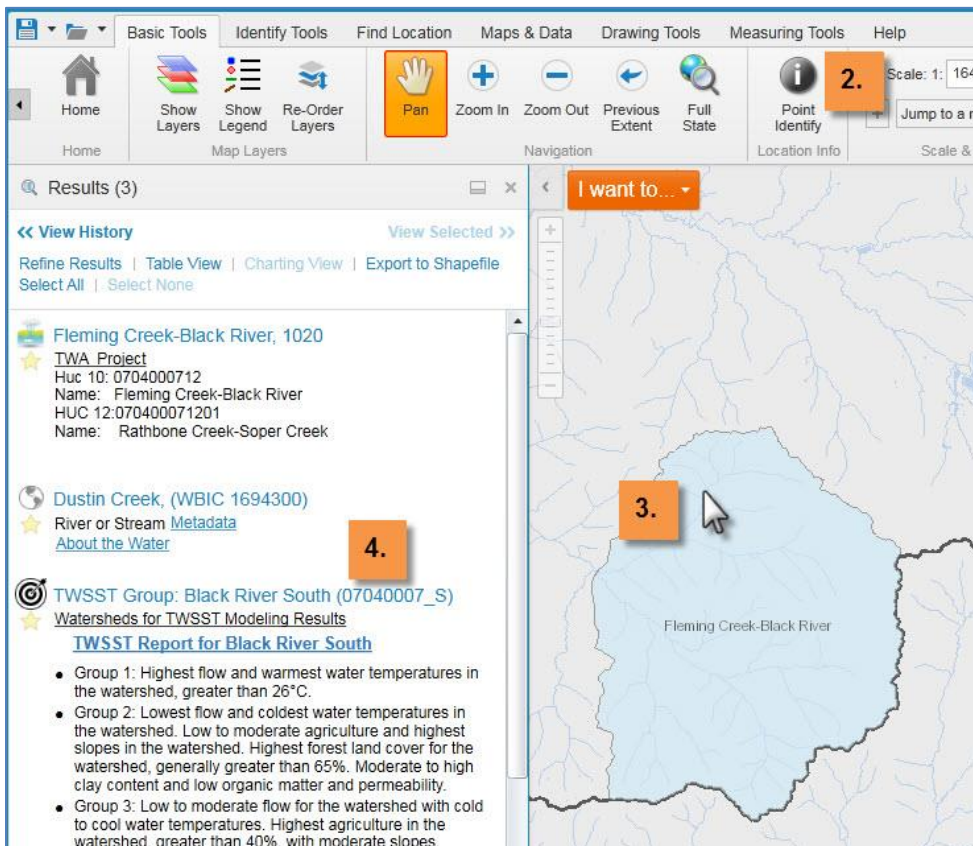 Basic Tools Identify Tools Find Location Maps & Data Drawing Tools Measuring Tools Help
Home
Show Layers
Show Legend
Re-Order Layers
Pan
Zoom In
Zoom Out
Previous Extent
Full State
Point Identify
2.
Scale: 1: 164
Jump to a
Home Map Layers Navigation Location Info Scale &
Results (3)
I want to...
<< View History View Selected >>
Refine Results | Table View | Charting View | Export to Shapefile
Select All | Select None
Fleming Creek-Black River, 1020
TWA Project
Huc 10: 0704000712
Name: Fleming Creek-Black River
HUC 12:070400071201
Name: Rathbone Creek-Soper Creek
Dustin Creek, (WBIC 1694300)
River or Stream Metadata
About the Water
4.
TWSST Group: Black River South (07040007_S)
Watersheds for TWSST Modeling Results
TWSST Report for Black River South
• Group 1: Highest flow and warmest water temperatures in
the watershed, greater than 26°C.
• Group 2: Lowest flow and coldest water temperatures in
the watershed. Low to moderate agriculture and highest
slopes in the watershed. Highest forest land cover for the
watershed, generally greater than 65%. Moderate to high
clay content and low organic matter and permeability.
• Group 3: Low to moderate flow for the watershed with cold
to cool water temperatures. Highest agriculture in the
watershed, greater than 40%, with moderate slopes
3.
Fleming Creek-Black River